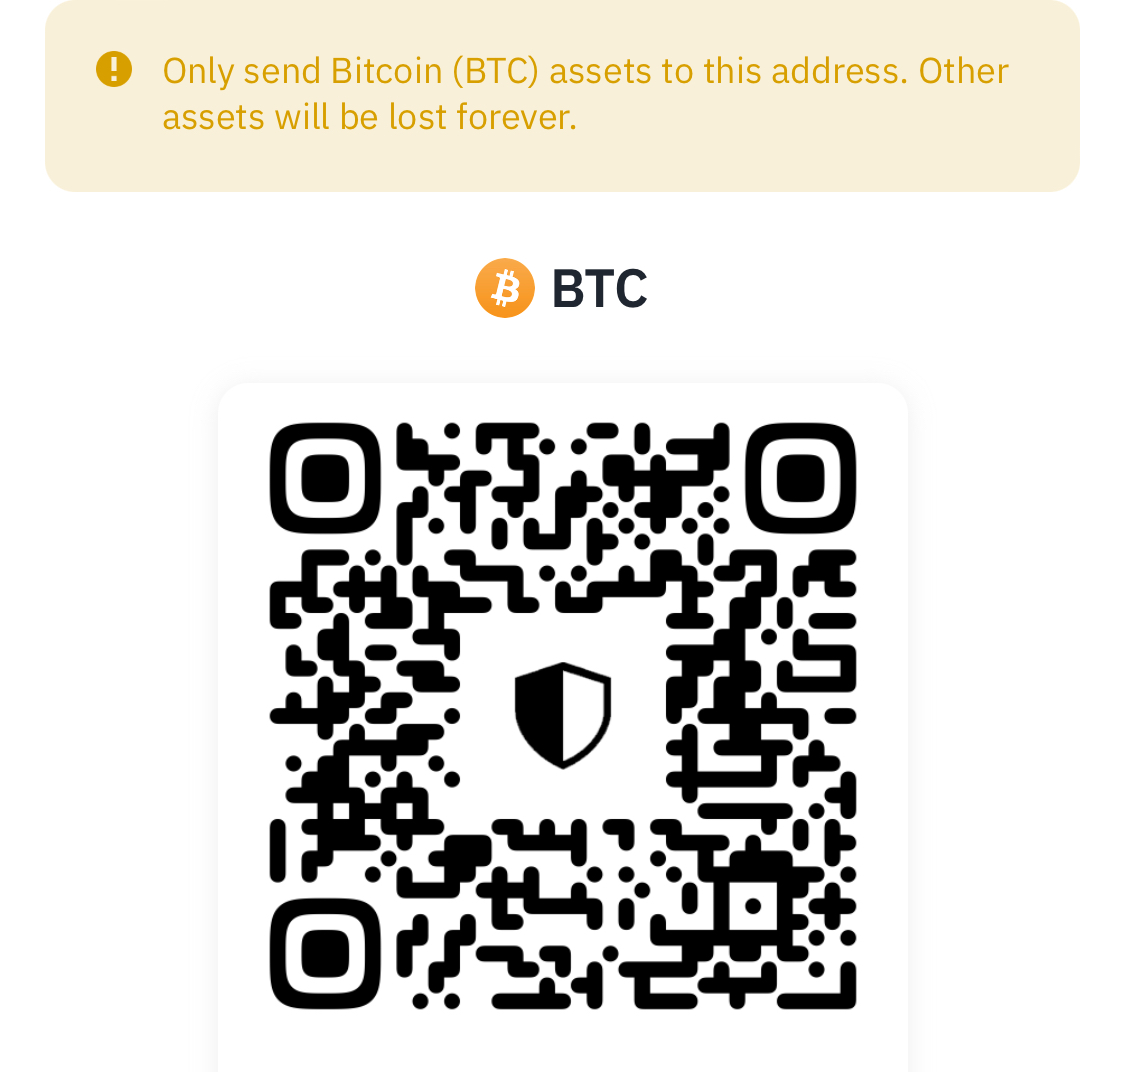 Only send Bitcoin (BTC) assets to this address. Other
assets will be lost forever.
BTC